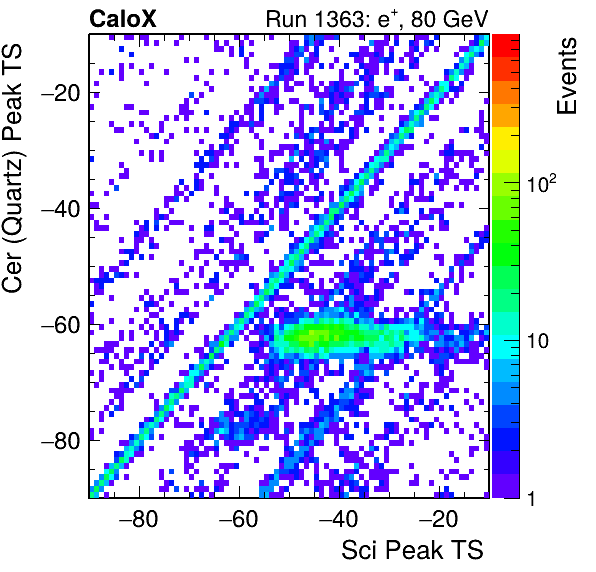 CaloX
Run 1363: e+, 80 GeV
Cer (Quartz) Peak TS
Events
−20
−40
−60
−80
10²
10
1
−80
−60
−40
−20
Sci Peak TS